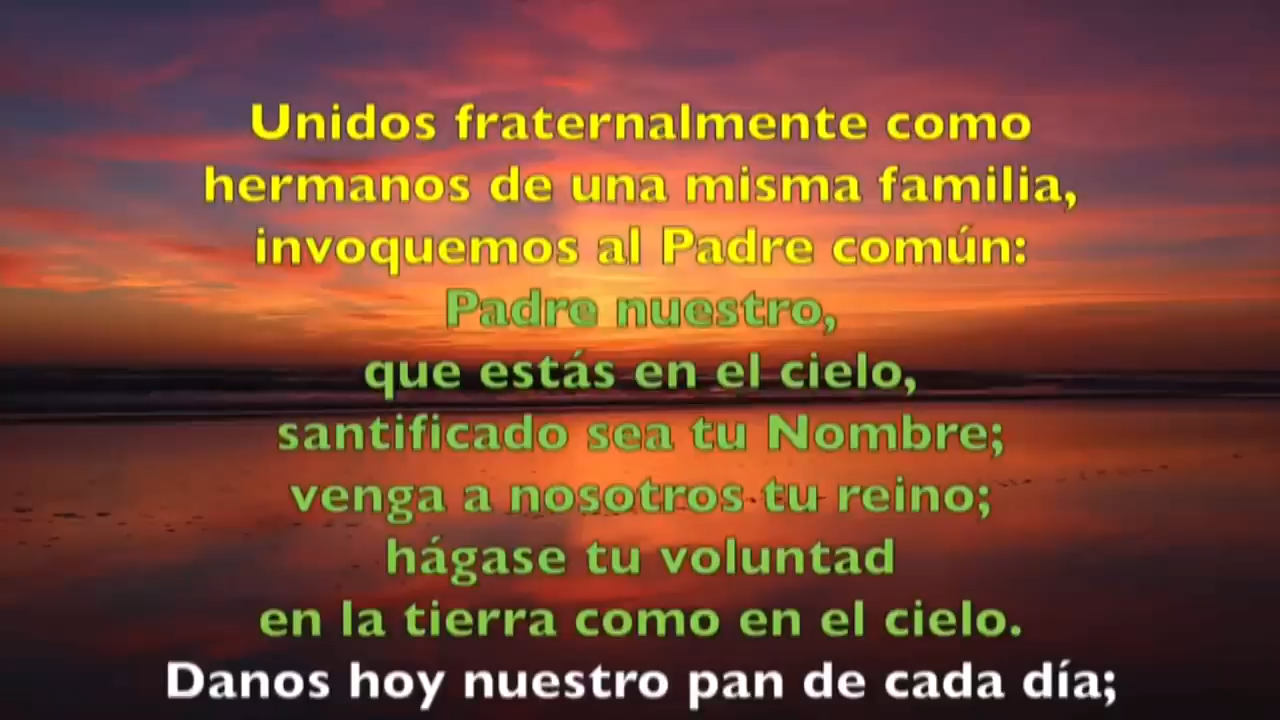 Unidos fraternalmente como
hermanos de una misma familia,
invoquemos al Padre común:
Padre nuestro,
que estás en el cielo,
santificado sea tu Nombre;
venga a nosotros tu reino;
hágase tu voluntad
en la tierra como en el cielo.
Danos hoy nuestro pan de cada día;